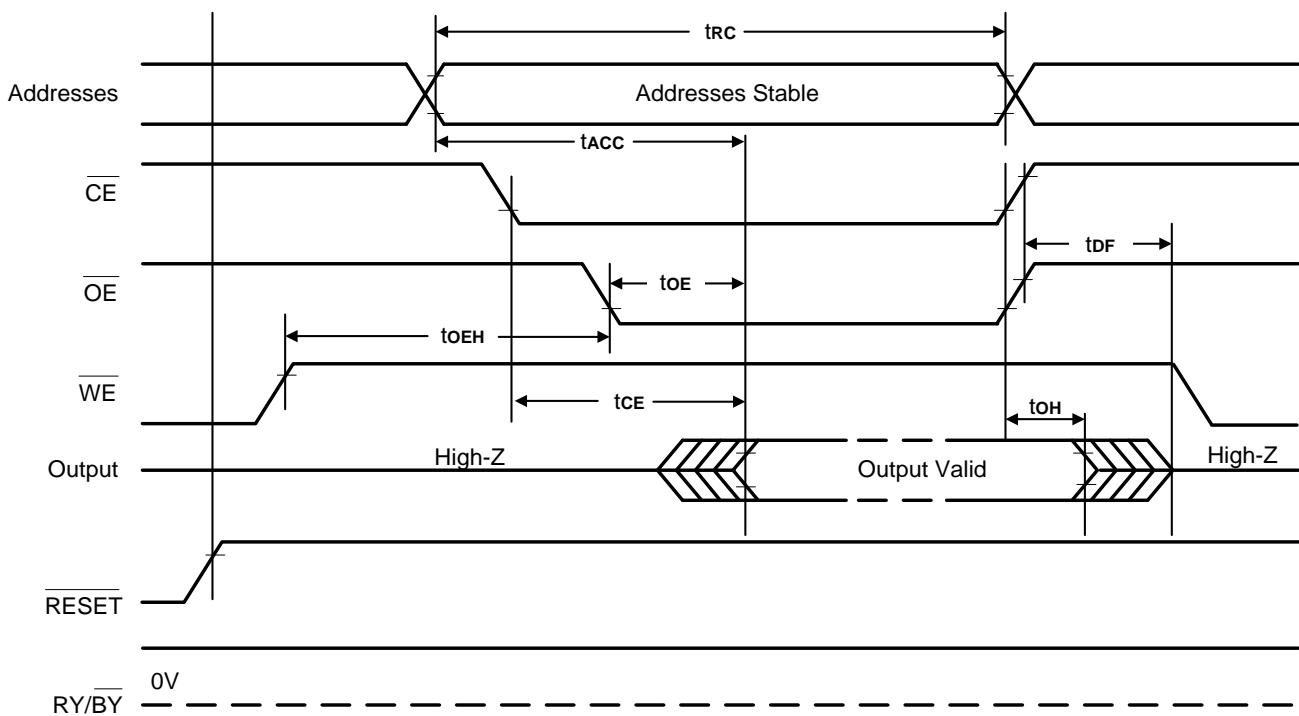 tRC
Addresses
Addresses Stable
tACC
CE
tDF
OE
tOE
tOEH
WE
tCE
tOH
Output
High-Z
Output Valid
High-Z
RESET
0V
RY/BY